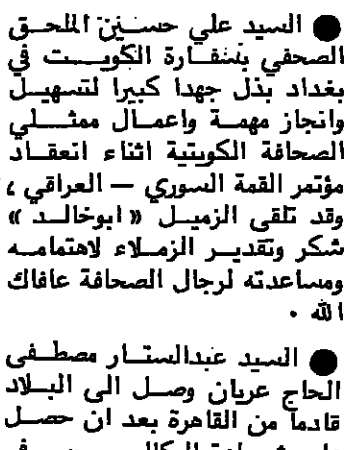 ● السيد علي حسنين الملحق
الصحفي بسفارة الكويت في
بغداد بذل جهدا كبيرا لتسهيل
وانجاز مهمة واعمال ممثلي
الصحافة الكويتية اثناء انعقاد
مؤتمر القمة السوري — العراقي ،
وقد تلقى الزميل « ابوخالد »
شكر وتقدير الزملاء لاهتمامه
ومساعدته لرجال الصحافة عافاك
الله .
● السيد عبدالستار مصطفى
الحاج عريان وصل الى البلاد
قادما من القاهرة بعد ان حصل